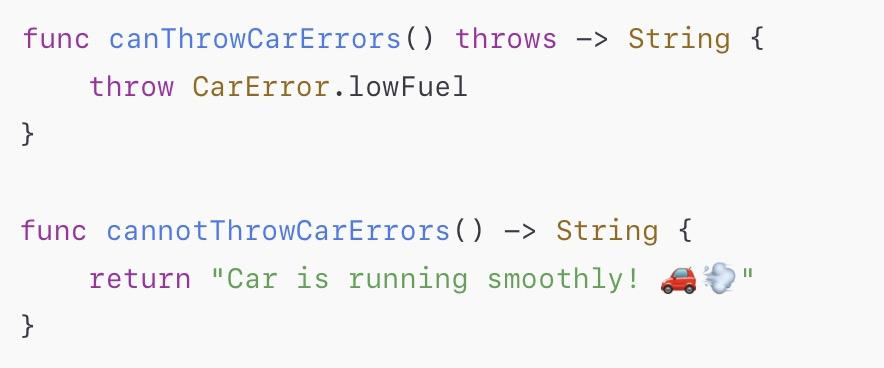 func canThrowCarErrors() throws -> String {
    throw CarError.lowFuel
}

func cannotThrowCarErrors() -> String {
    return "Car is running smoothly! 🚗💨"
}